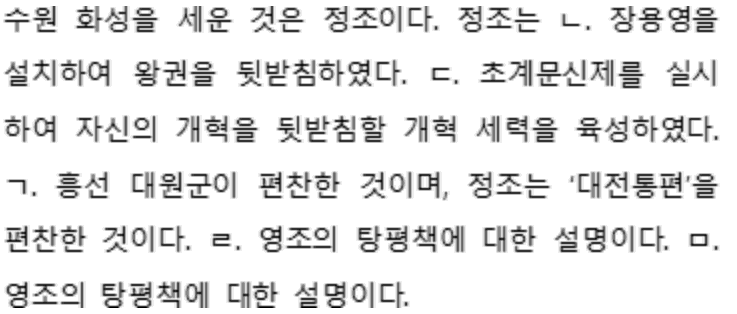 수원 화성을 세운 것은 정조이다. 정조는 ㄴ. 장용영을
설치하여 왕권을 뒷받침하였다. ㄷ. 초계문신제를 실시
하여 자신의 개혁을 뒷받침할 개혁 세력을 육성하였다.
ㄱ. 흥선 대원군이 편찬한 것이며, 정조는 ‘대전통편’을
편찬한 것이다. ㄹ. 영조의 탕평책에 대한 설명이다. ㅁ.
영조의 탕평책에 대한 설명이다.